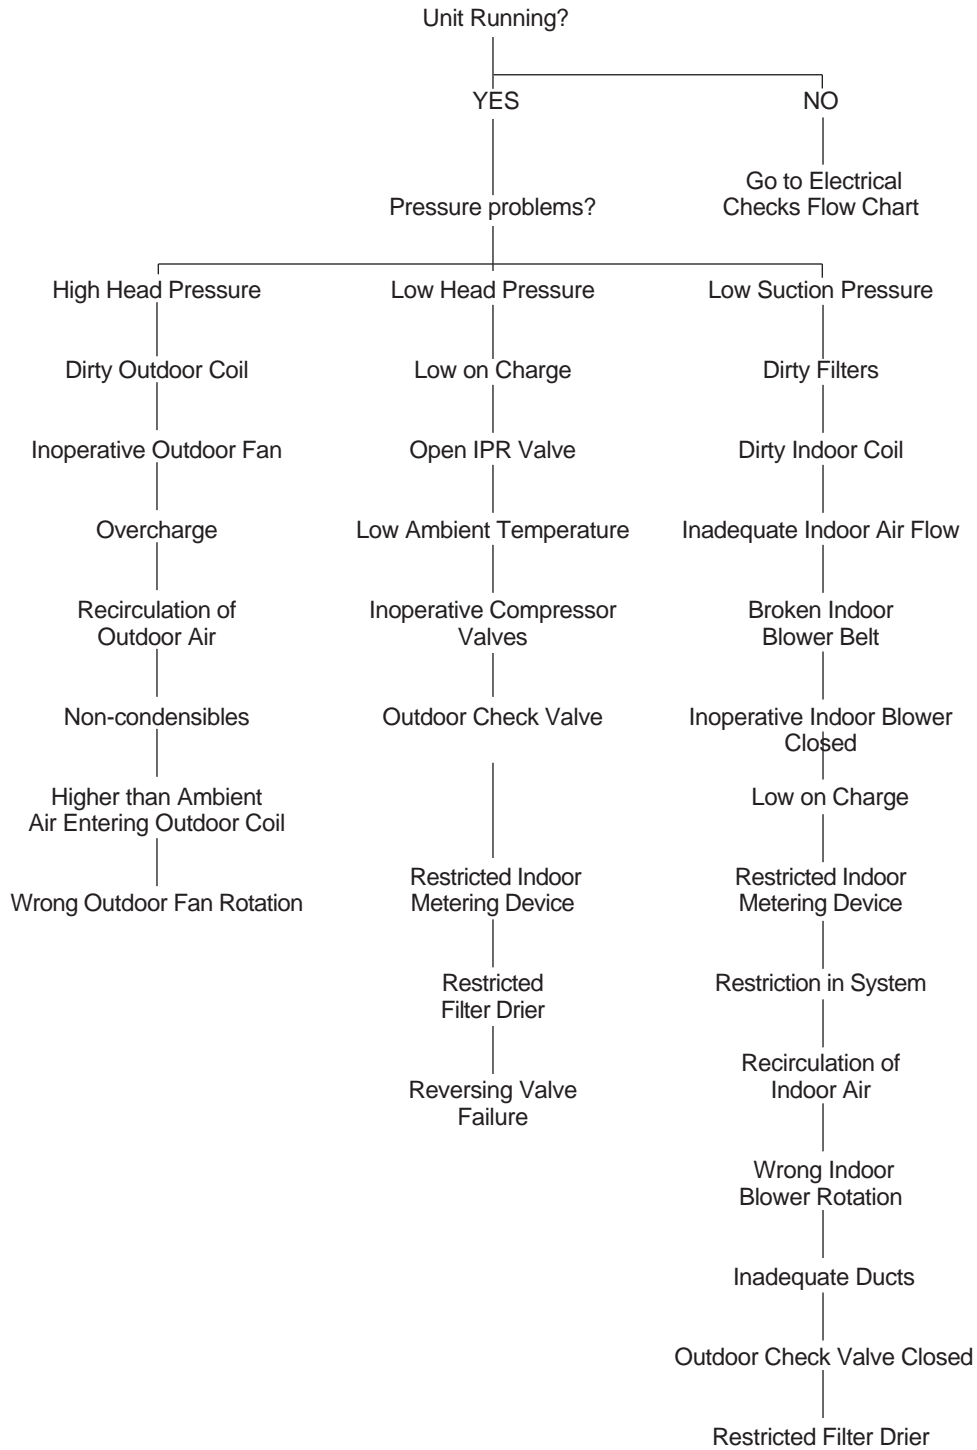 Unit Running?
YES
NO
Go to Electrical
Checks Flow Chart
Pressure problems?
High Head Pressure
Low Head Pressure
Low Suction Pressure
Dirty Outdoor Coil
Low on Charge
Dirty Filters
Inoperative Outdoor Fan
Open IPR Valve
Dirty Indoor Coil
Overcharge
Low Ambient Temperature
Inadequate Indoor Air Flow
Recirculation of
Outdoor Air
Inoperative Compressor
Valves
Broken Indoor
Blower Belt
Non-condensibles
Outdoor Check Valve
Inoperative Indoor Blower
Closed
Higher than Ambient
Air Entering Outdoor Coil
Low on Charge
Wrong Outdoor Fan Rotation
Restricted Indoor
Metering Device
Restricted Indoor
Metering Device
Restricted
Filter Drier
Restriction in System
Reversing Valve
Failure
Recirculation of
Indoor Air
Wrong Indoor
Blower Rotation
Inadequate Ducts
Outdoor Check Valve Closed
Restricted Filter Drier